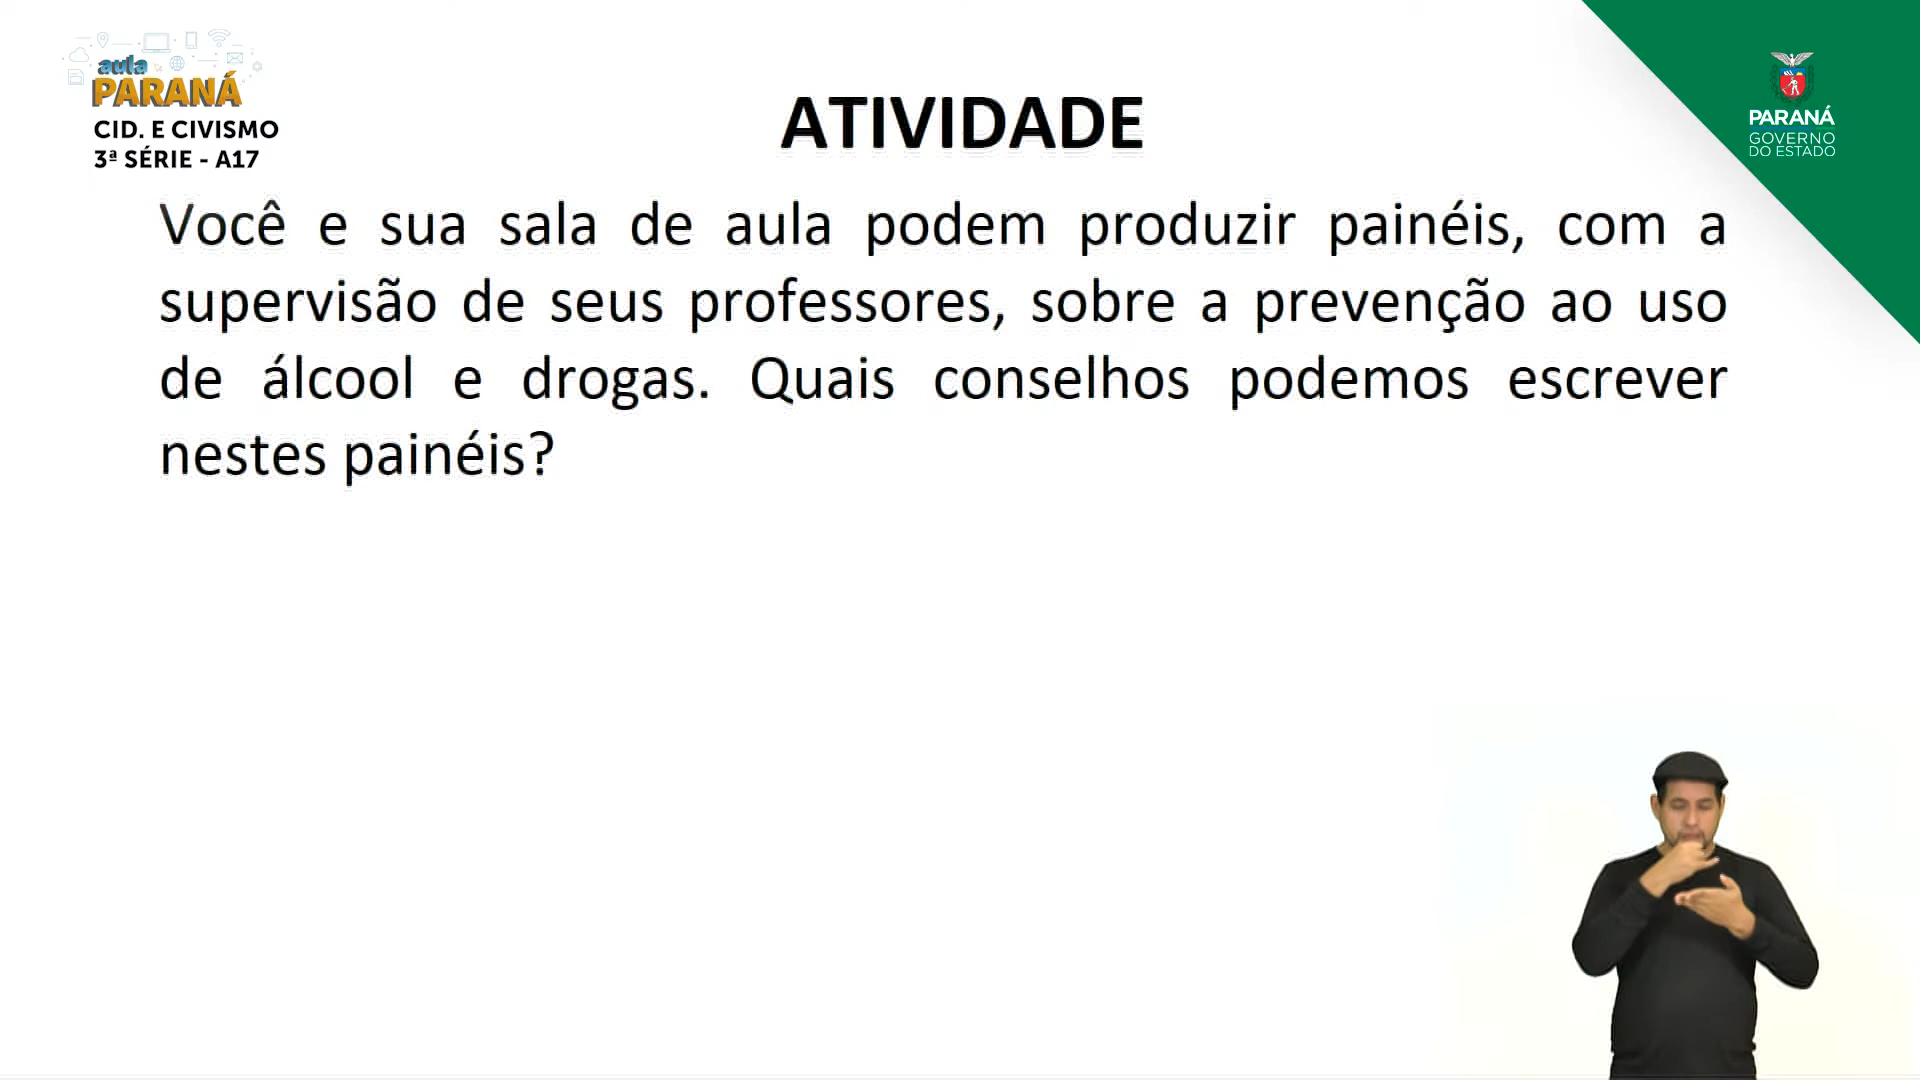 aula
PARANÁ
CID. E CIVISMO
3ª SÉRIE - A17
PARANÁ
GOVERNO
DO ESTADO
ATIVIDADE
Você e sua sala de aula podem produzir painéis, com a
supervisão de seus professores, sobre a prevenção ao uso
de álcool e drogas. Quais conselhos podemos escrever
nestes painéis?